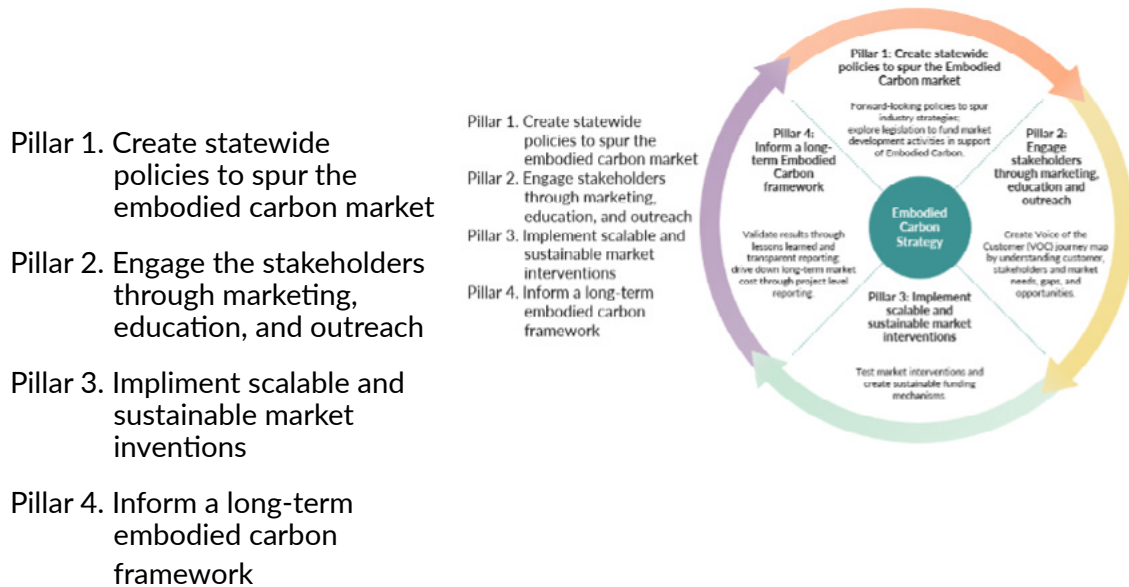 Pillar 1. Create statewide
policies to spur the
embodied carbon market
Pillar 2. Engage the stakeholders
through marketing,
education, and outreach
Pillar 3. Impliment scalable and
sustainable market
inventions
Pillar 4. Inform a long-term
embodied carbon
framework
Pillar 1. Create statewide
policies to spur the
embodied carbon market
Pillar 2. Engage stakeholders
through marketing,
education, and outreach
Pillar 3. Implement scalable and
sustainable market
interventions
Pillar 4. Inform a long-term
embodied carbon
framework
Pillar 1: Create statewide
policies to spur the Embodied
Carbon market
Forward-looking policies to spur
industry strategies;
explore legislation to fund market
development activities in support
of Embodied Carbon.
Pillar 2:
Engage
stakeholders
through marketing,
education and
outreach
Create Voice of the
Customer (VOC) journey map
by understanding customer,
stakeholders and market
needs, gaps, and
opportunities.
Pillar 3: Implement
scalable and
sustainable market
interventions
Test market interventions and
create sustainable funding
mechanisms.
Pillar 4:
Inform a long-
term Embodied
Carbon
framework
Validate results through
lessons learned and
transparent reporting;
drive down long-term market
cost through project level
reporting.
Embodied
Carbon
Strategy